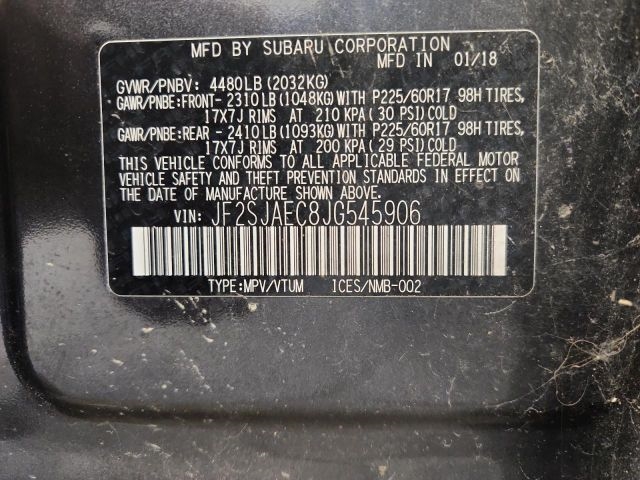 MFD BY SUBARU CORPORATION
MFD IN 01/18
GVWR/PNBV: 4480LB(2032KG)
GAWR/PNBE:FRONT-2310LB(1048KG)WITH P225/60R17 98H TIRES,
17X7J RIMS AT 210 KPA( 30 PSI)COLD
GAWR/PNBE:REAR -2410LB(1093KG)WITH P225/60R17 98H TIRES,
17X7J RIMS AT 200 KPA( 29 PSI)COLD
THIS VEHICLE CONFORMS TO ALL APPLICABLE FEDERAL MOTOR
VEHICLE SAFETY AND THEFT PREVENTION STANDARDS IN EFFECT ON
THE DATE OF MANUFACTURE SHOWN ABOVE.
VIN: JF2SJAEC8JG545906
TYPE:MPV/VTUM ICES/NMB-002